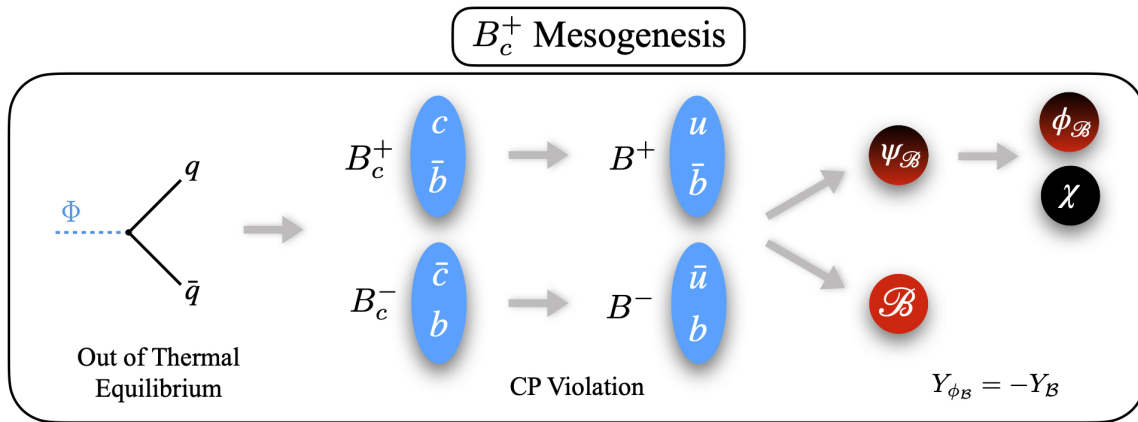 B_c^+ Mesogenesis
Φ
q
q̄
Out of Thermal
Equilibrium
B_c^+
c
b̄
B_c^-
c̄
b
CP Violation
B^+
u
b̄
B^-
ū
b
ψ_ℬ
ℬ
ϕ_ℬ
χ
Y_{ϕ_ℬ} = −Y_ℬ